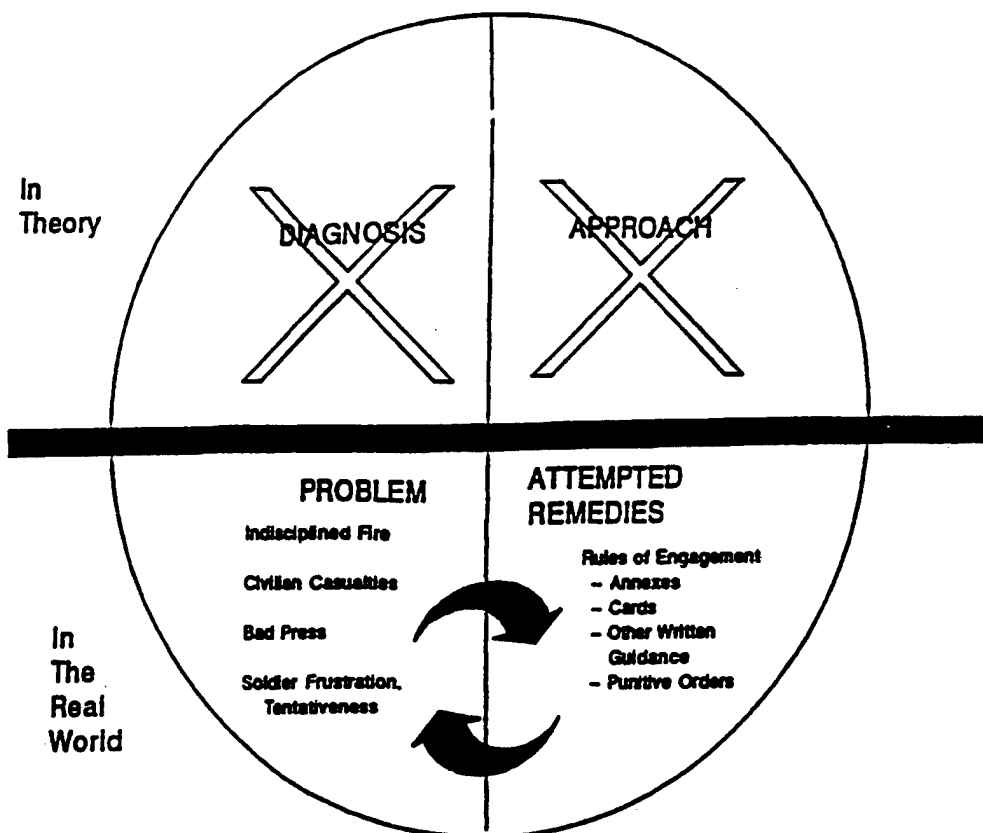 In
Theory
DIAGNOSIS
APPROACH
PROBLEM
Indisciplined Fire
Civilian Casualties
Bad Press
Soldier Frustration,
Tentativeness
ATTEMPTED
REMEDIES
Rules of Engagement
– Annexes
– Cards
– Other Written
Guidance
– Punitive Orders
In
The
Real
World